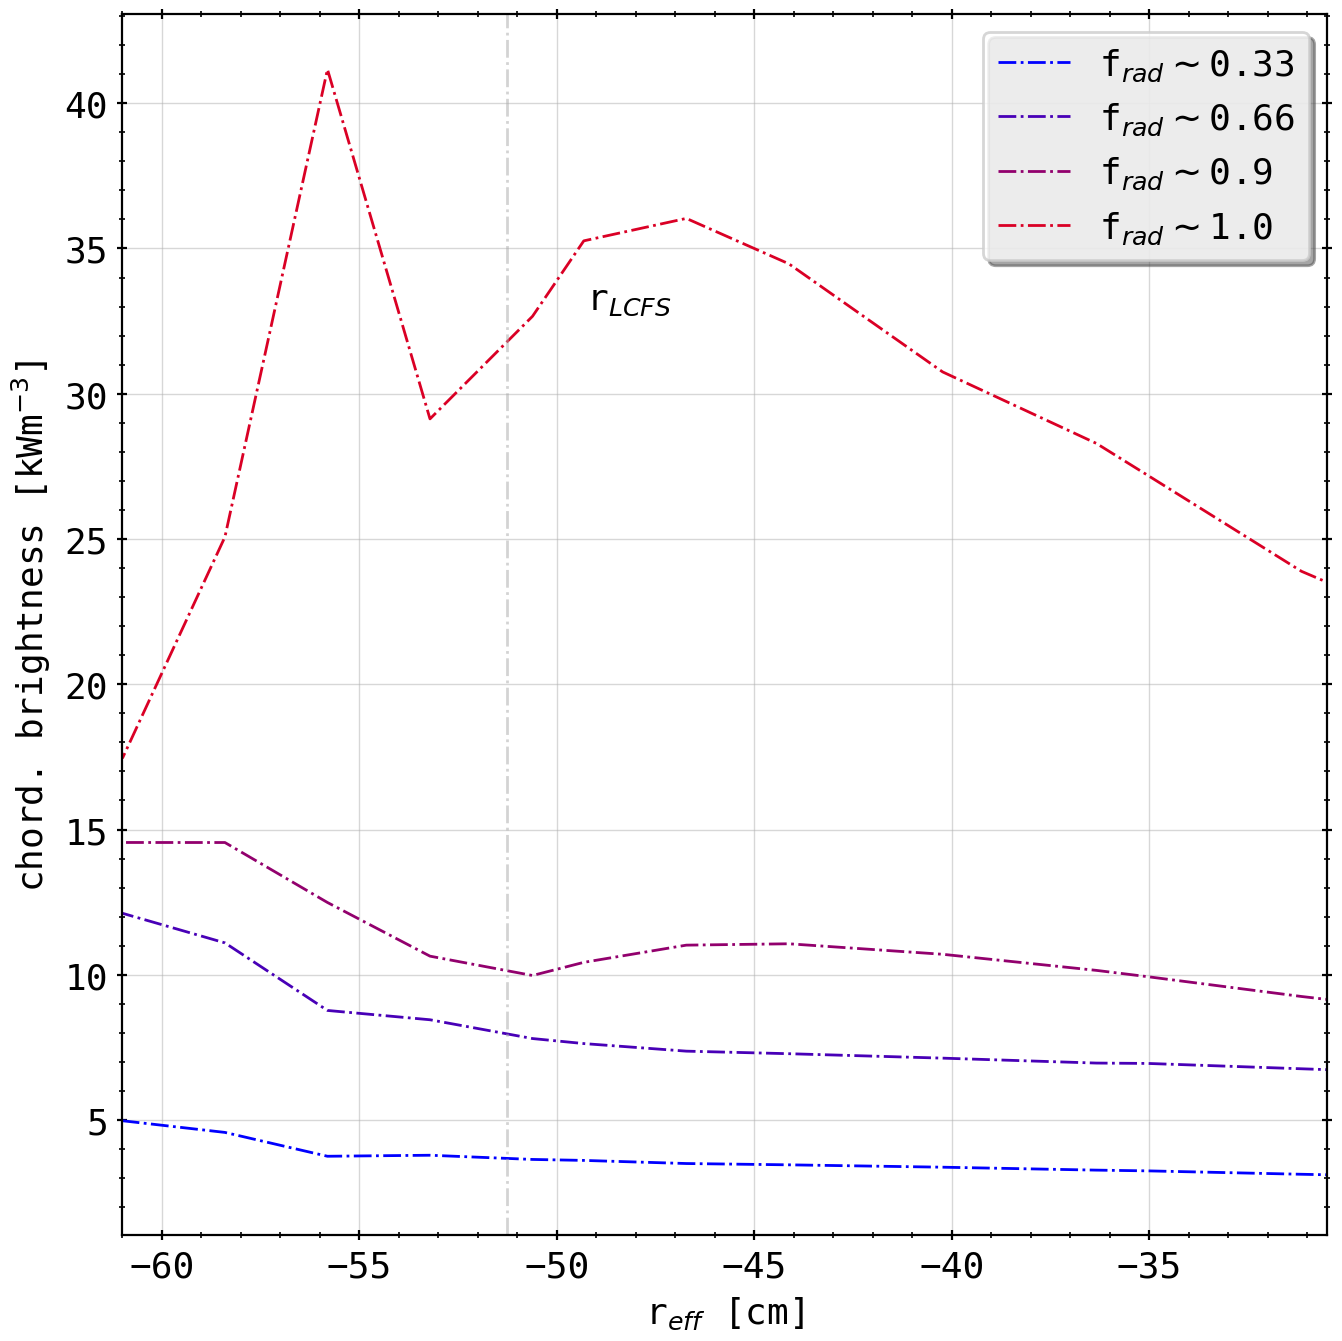 f_rad ∼ 0.33
f_rad ∼ 0.66
f_rad ∼ 0.9
f_rad ∼ 1.0
r_LCFS
chord. brightness [kWm⁻³]
40
35
30
25
20
15
10
5
−60 −55 −50 −45 −40 −35
r_eff [cm]